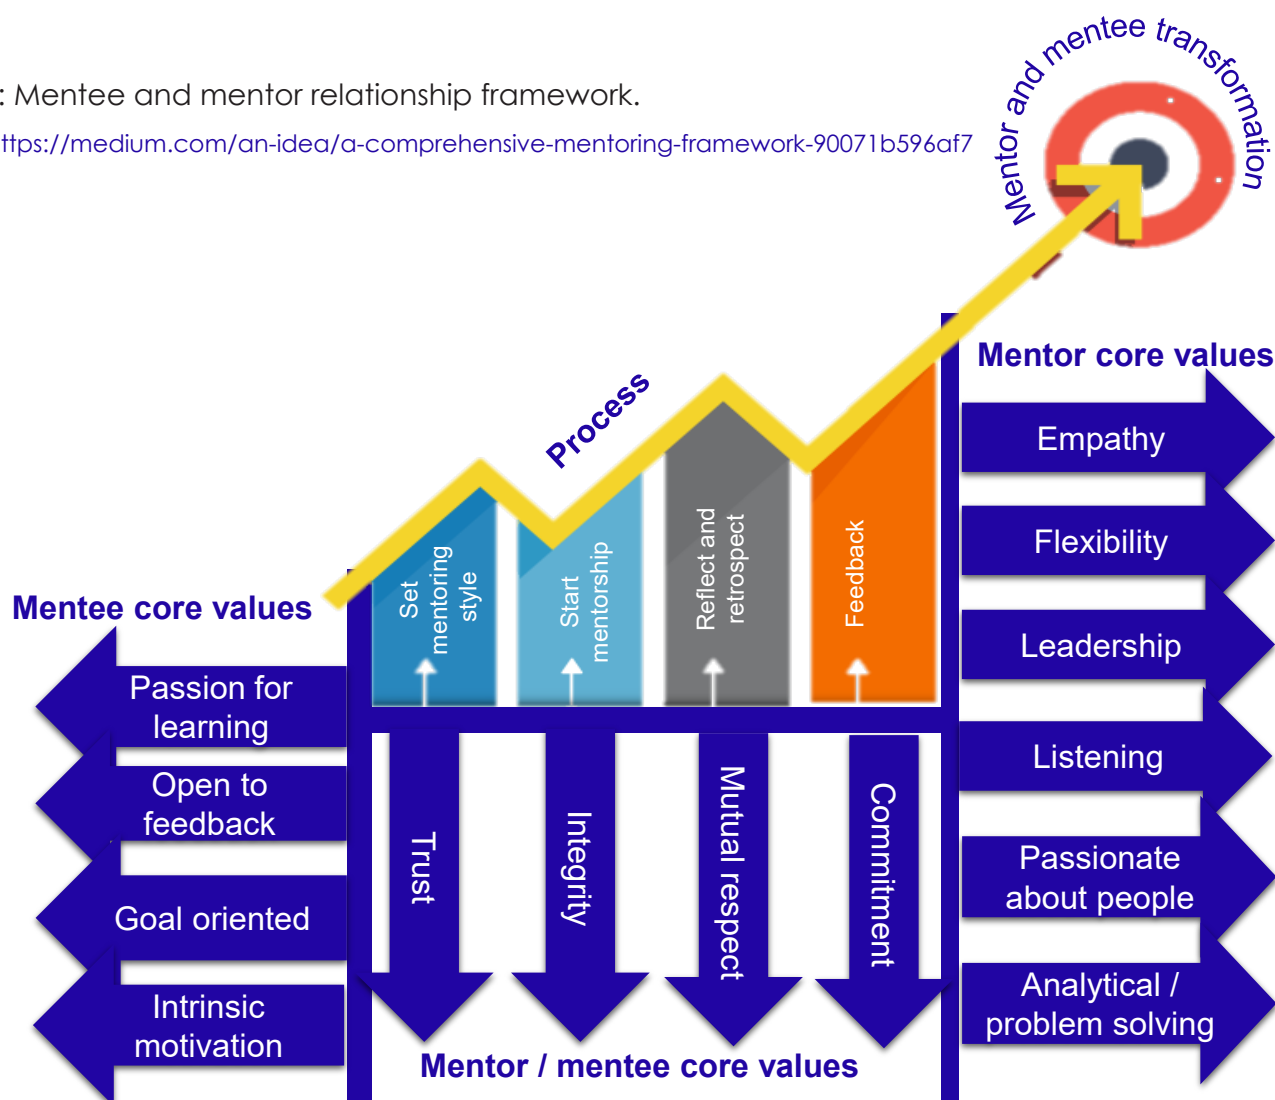 : Mentee and mentor relationship framework.
ttps://medium.com/an-idea/a-comprehensive-mentoring-framework-90071b596af7
Mentor and mentee transformation
Process
Set
mentoring
style
Start
mentorship
Reflect and
retrospect
Feedback
Mentee core values
Passion for
learning
Open to
feedback
Goal oriented
Intrinsic
motivation
Trust
Integrity
Mutual respect
Commitment
Mentor / mentee core values
Mentor core values
Empathy
Flexibility
Leadership
Listening
Passionate
about people
Analytical /
problem solving